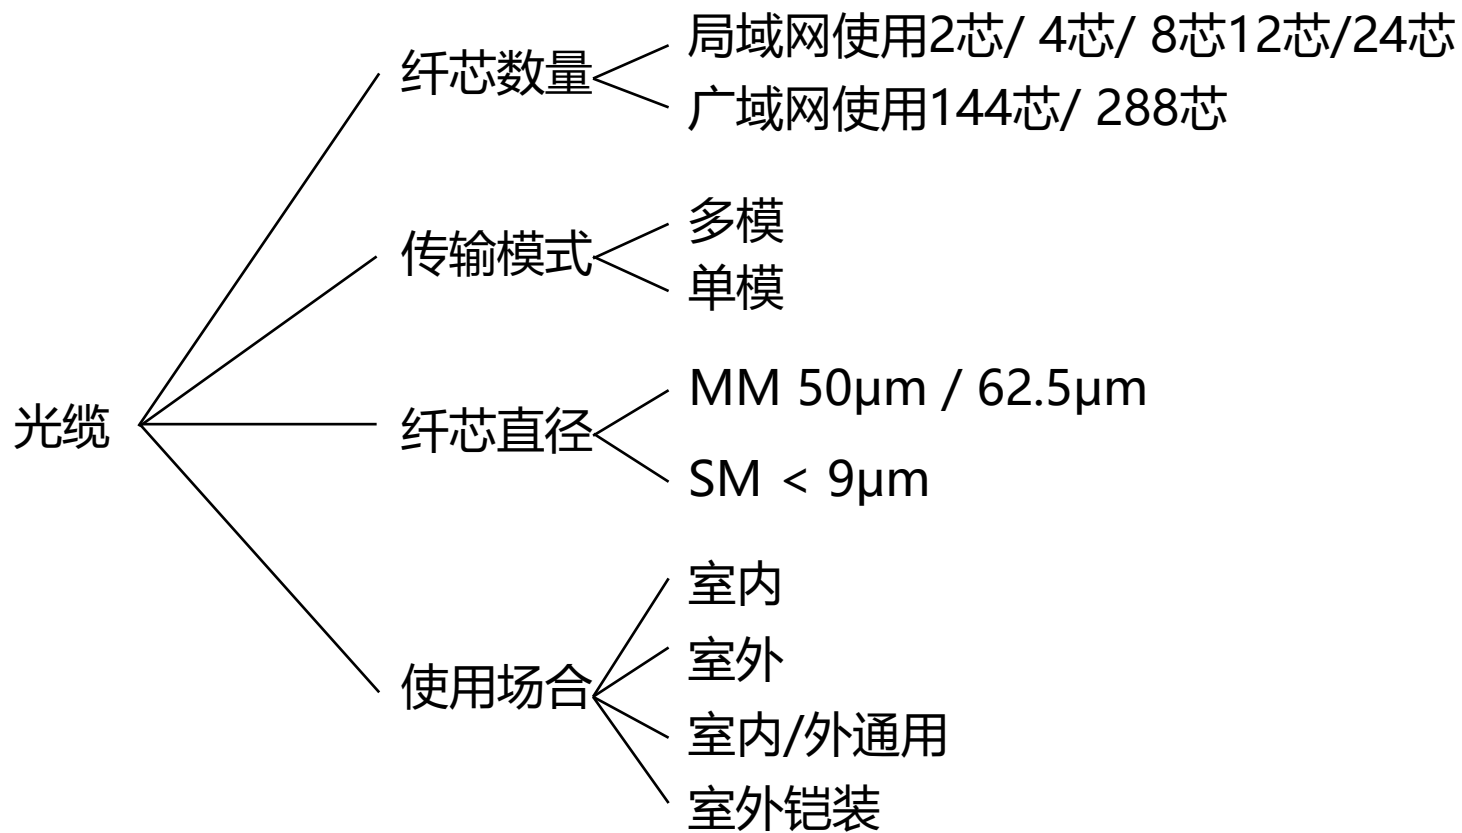 光缆
纤芯数量
局域网使用2芯/ 4芯/ 8芯12芯/24芯
广域网使用144芯/ 288芯
传输模式
多模
单模
纤芯直径
MM 50μm / 62.5μm
SM < 9μm
使用场合
室内
室外
室内/外通用
室外铠装